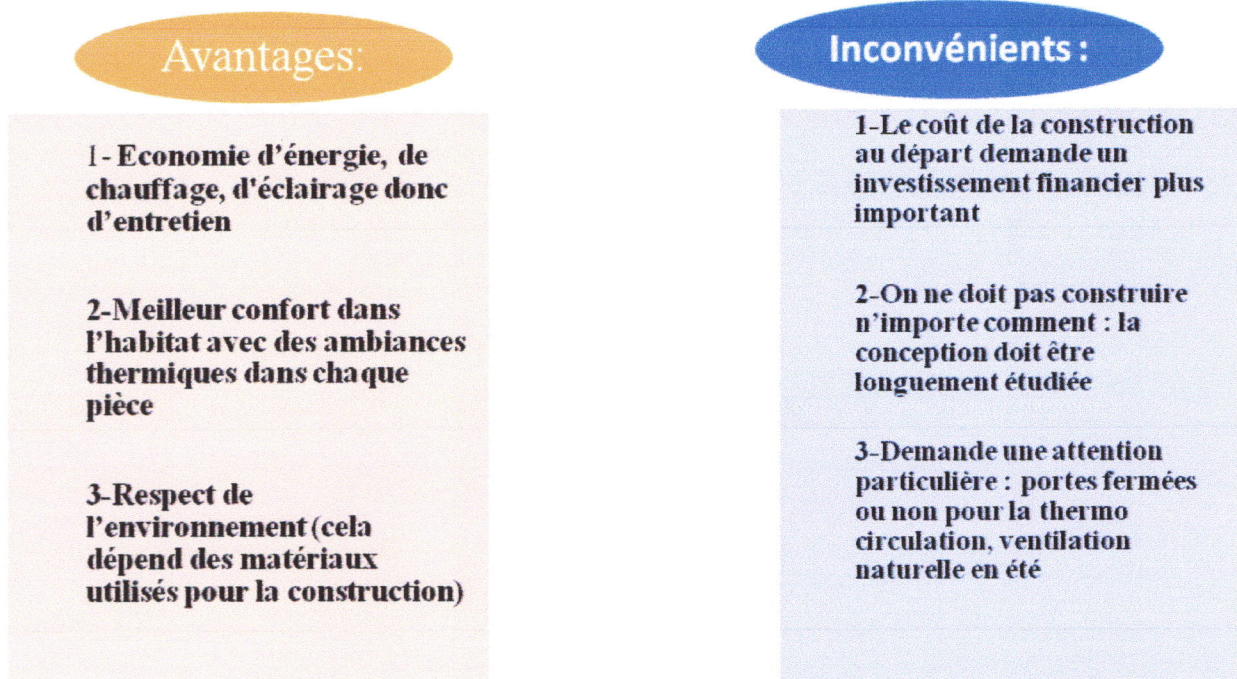 Avantages:
1- Economie d’énergie, de
chauffage, d'éclairage donc
d’entretien
2-Meilleur confort dans
l’habitat avec des ambiances
thermiques dans chaque
pièce
3-Respect de
l’environnement (cela
dépend des matériaux
utilisés pour la construction)
Inconvénients :
1-Le coût de la construction
au départ demande un
investissement financier plus
important
2-On ne doit pas construire
n’importe comment : la
conception doit être
longuement étudiée
3-Demande une attention
particulière : portes fermées
ou non pour la thermo
circulation, ventilation
naturelle en été